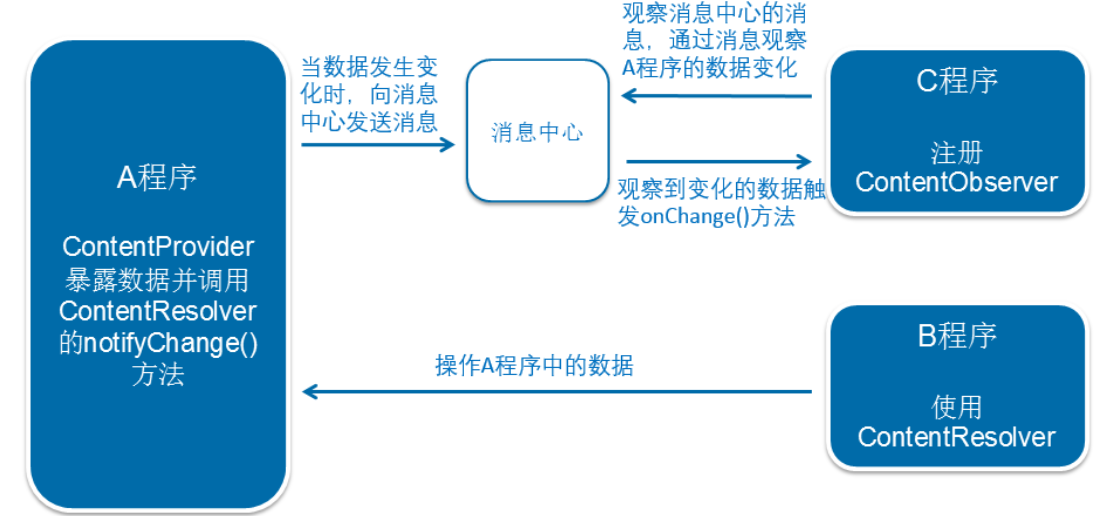 A程序
ContentProvider
暴露数据并调用
ContentResolver
的notifyChange()
方法
当数据发生变
化时，向消息
中心发送消息
消息中心
观察消息中心的消
息，通过消息观察
A程序的数据变化
观察到变化的数据触
发onChange()方法
C程序
注册
ContentObserver
操作A程序中的数据
B程序
使用
ContentResolver